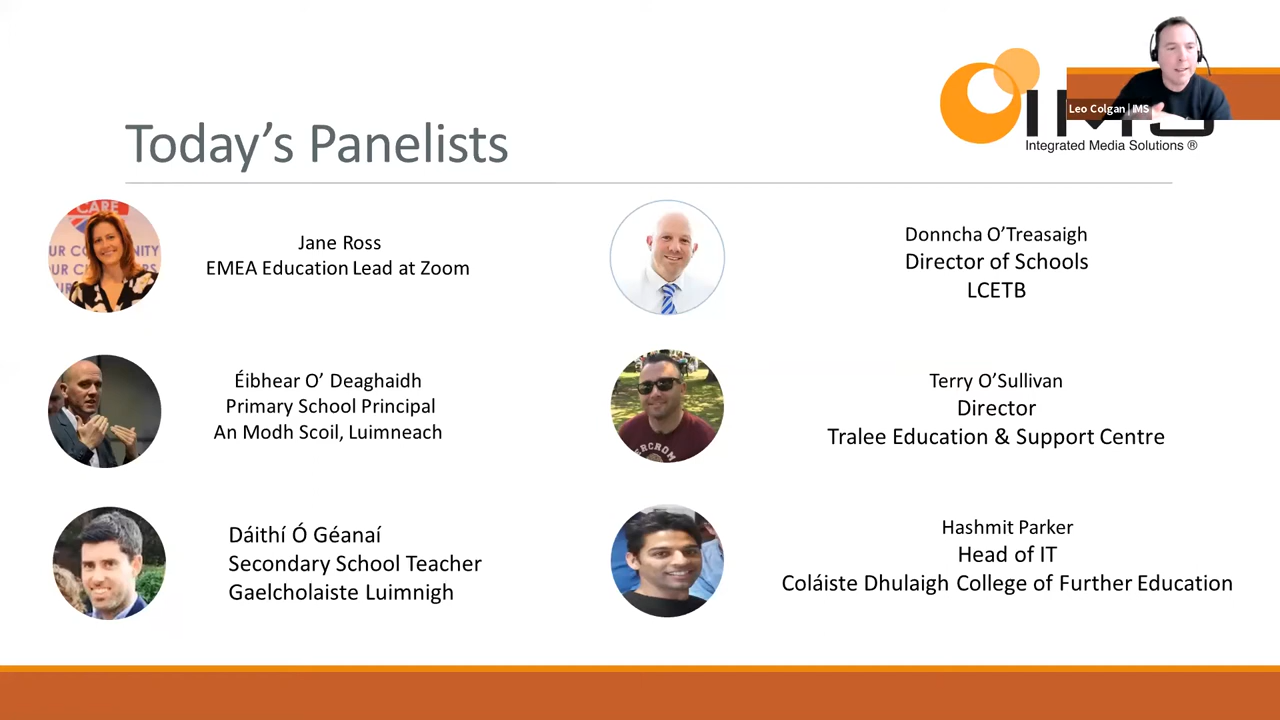 Leo Colgan | IMS
IMS
Integrated Media Solutions ®
Today's Panelists
CARE
Jane Ross
EMEA Education Lead at Zoom
Donncha O'Treasaigh
Director of Schools
LCETB
Éibhear O' Deaghaidh
Primary School Principal
An Modh Scoil, Luimneach
Terry O'Sullivan
Director
Tralee Education & Support Centre
Dáithí Ó Géanaí
Secondary School Teacher
Gaelcholaiste Luimnigh
Hashmit Parker
Head of IT
Coláiste Dhulaigh College of Further Education